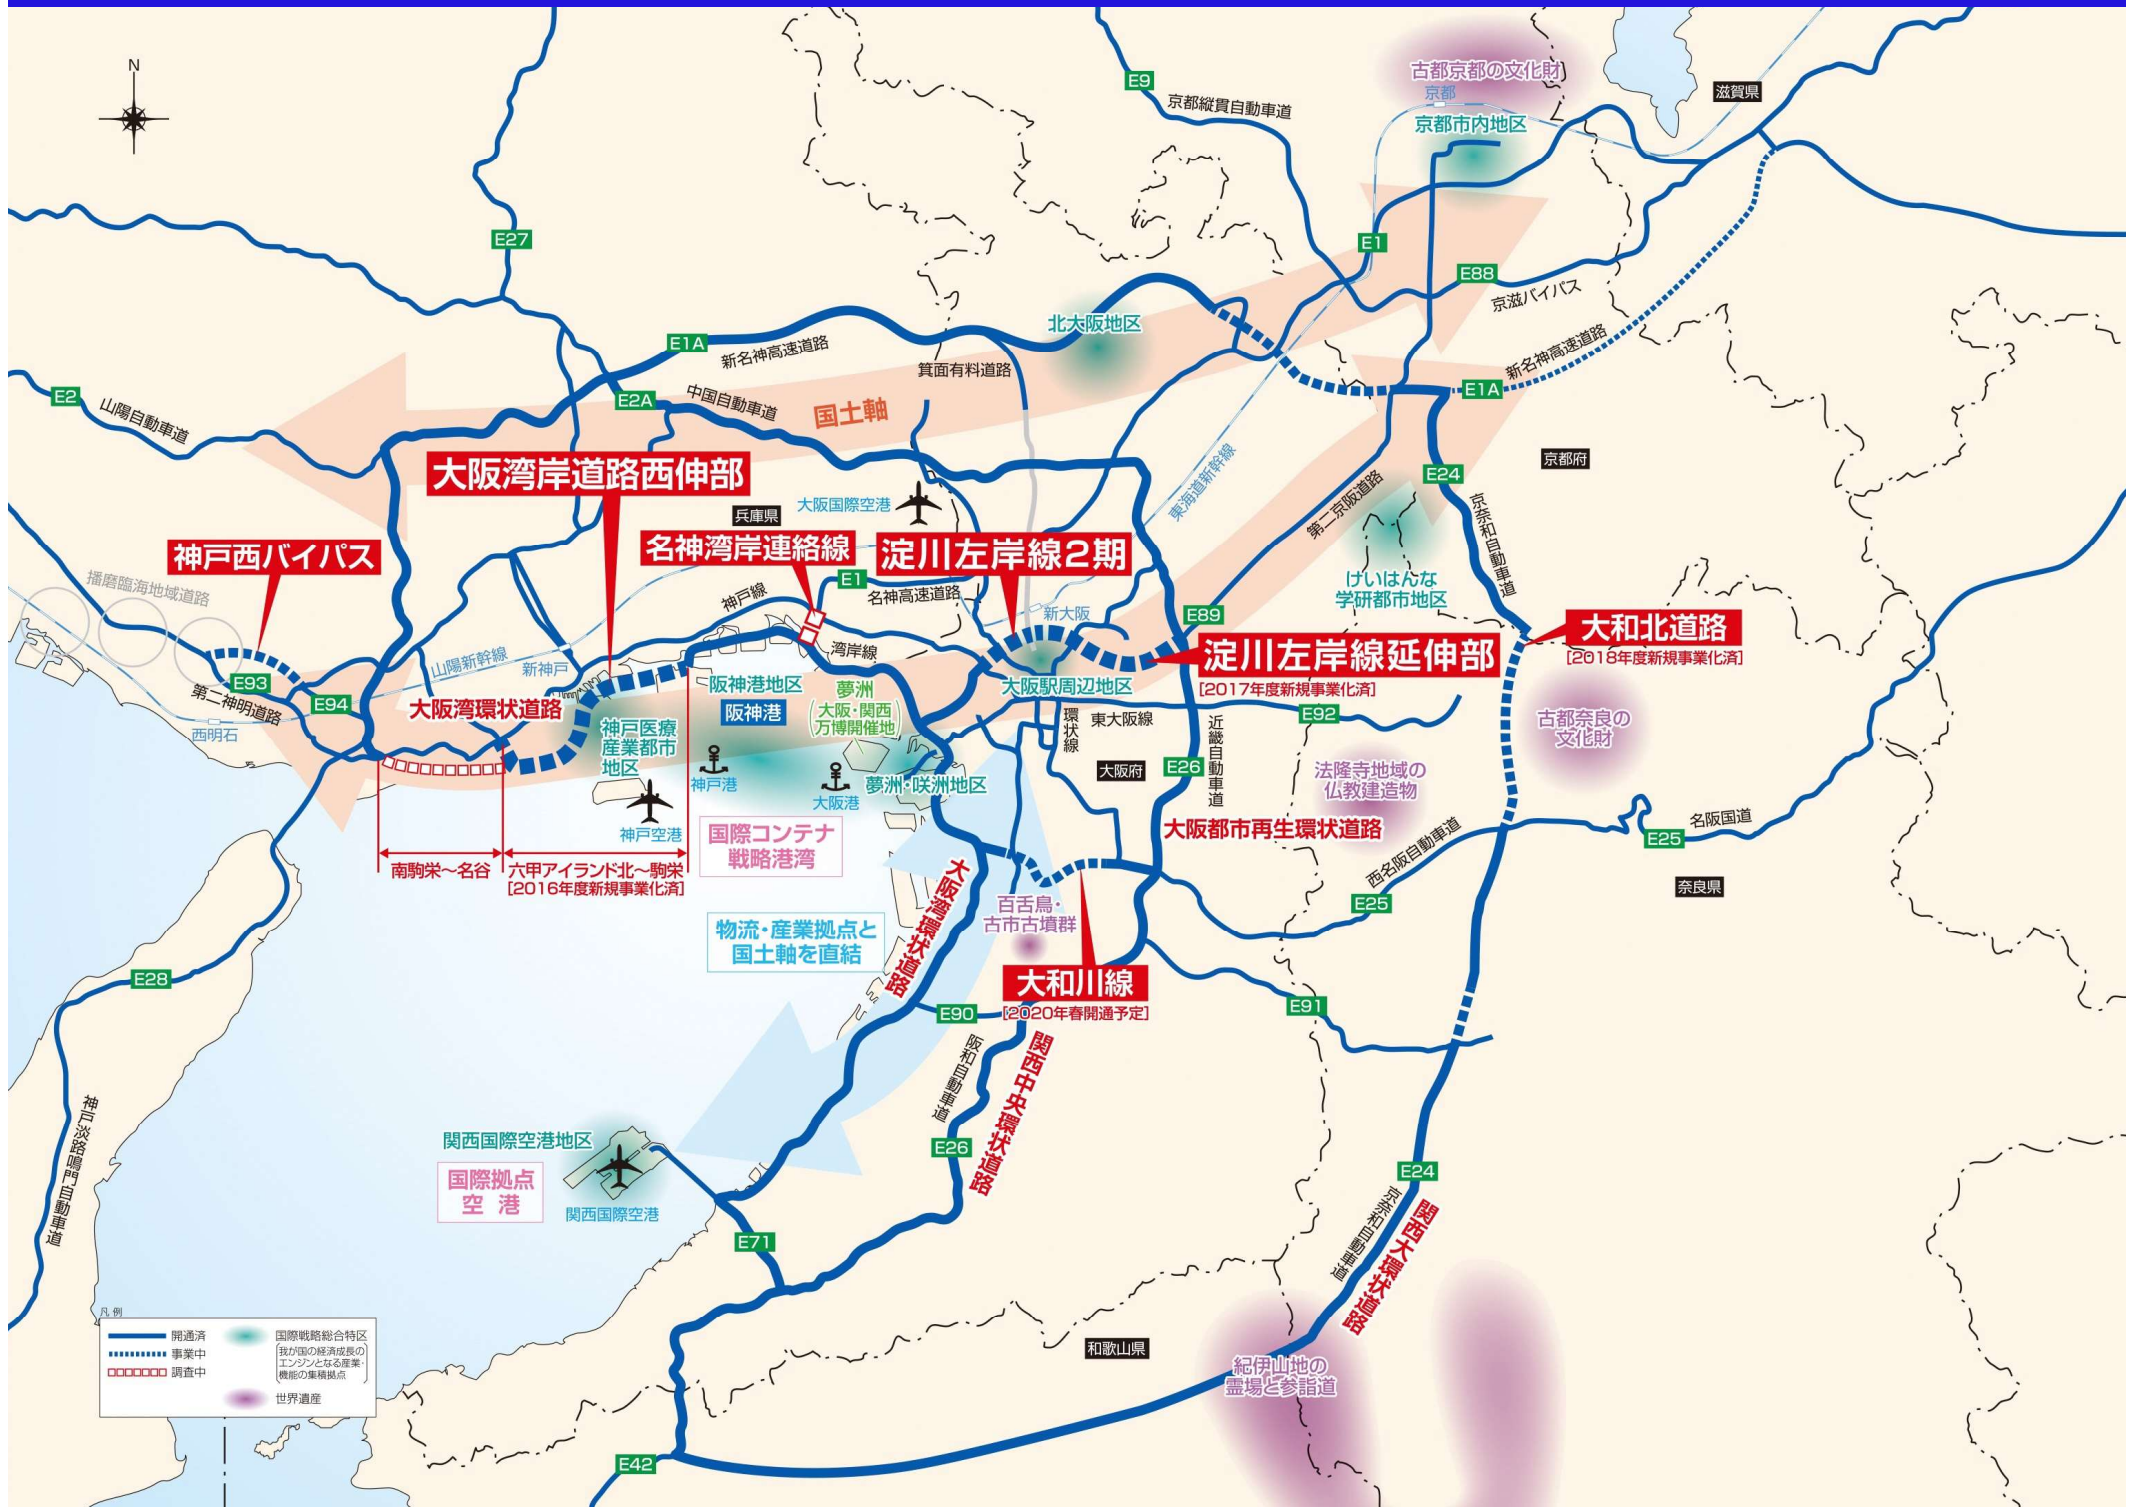 N
E9
京都縦貫自動車道
古都京都の文化財
京都
京都市内地区
滋賀県
E27
E1
E88
京滋バイパス
北大阪地区
E1A
新名神高速道路
箕面有料道路
新名神高速道路
E1A
E2
山陽自動車道
E2A
中国自動車道
国土軸
京都府
E24
京奈和自動車道
東海道新幹線
第二京阪道路
大阪湾岸道路西伸部
大阪国際空港
兵庫県
名神湾岸連絡線
淀川左岸線2期
神戸西バイパス
播磨臨海地域道路
E1
名神高速道路
神戸線
新大阪
けいはんな
学研都市地区
E89
淀川左岸線延伸部
[2017年度新規事業化済]
大和北道路
[2018年度新規事業化済]
湾岸線
山陽新幹線
新神戸
E93
第二神明道路
E94
西明石
大阪湾環状道路
阪神港地区
阪神港
夢洲
(大阪・関西
万博開催地)
大阪駅周辺地区
環状線
東大阪線
近畿自動車道
E92
古都奈良の
文化財
神戸医療
産業都市
地区
神戸港
大阪港
夢洲・咲洲地区
大阪府
E26
法隆寺地域の
仏教建造物
神戸空港
国際コンテナ
戦略港湾
大阪都市再生環状道路
西名阪自動車道
E25
名阪国道
E25
奈良県
南駒栄〜名谷
六甲アイランド北〜駒栄
[2016年度新規事業化済]
大阪湾環状道路
百舌鳥・
古市古墳群
物流・産業拠点と
国土軸を直結
大和川線
[2020年春開通予定]
E28
E90
E91
阪和自動車道
関西中央環状道路
神戸淡路鳴門自動車道
関西国際空港地区
国際拠点
空 港
関西国際空港
E26
E24
京奈和自動車道
関西大環状道路
E71
和歌山県
紀伊山地の
霊場と参詣道
E42
凡 例
開通済
事業中
調査中
国際戦略総合特区
我が国の経済成長の
エンジンとなる産業・
機能の集積拠点
世界遺産